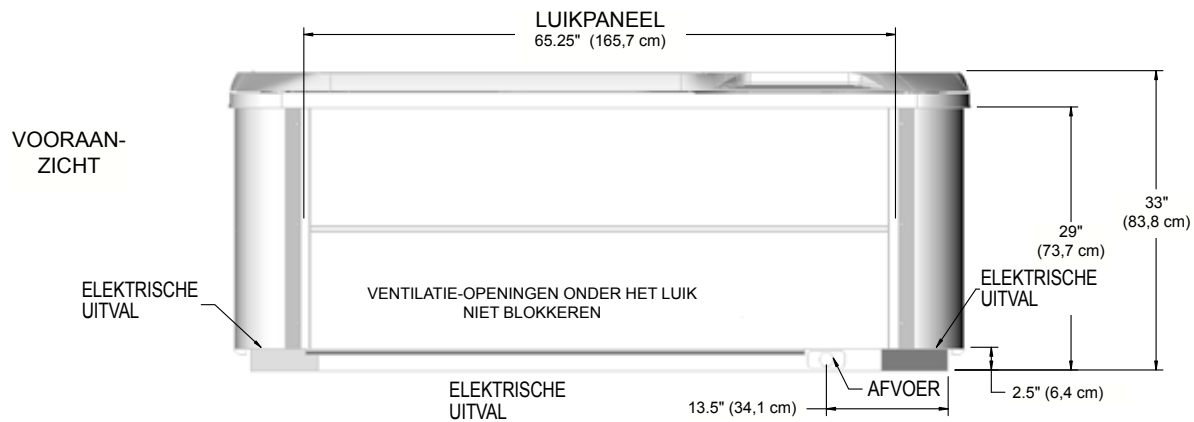 LUIKPANEEL
65.25" (165,7 cm)
VOORAAN-
ZICHT
33"
(83,8 cm)
29"
(73,7 cm)
ELEKTRISCHE
UITVAL
VENTILATIE-OPENINGEN ONDER HET LUIK
NIET BLOKKEREN
ELEKTRISCHE
UITVAL
ELEKTRISCHE
UITVAL
AFVOER
13.5" (34,1 cm)
2.5" (6,4 cm)